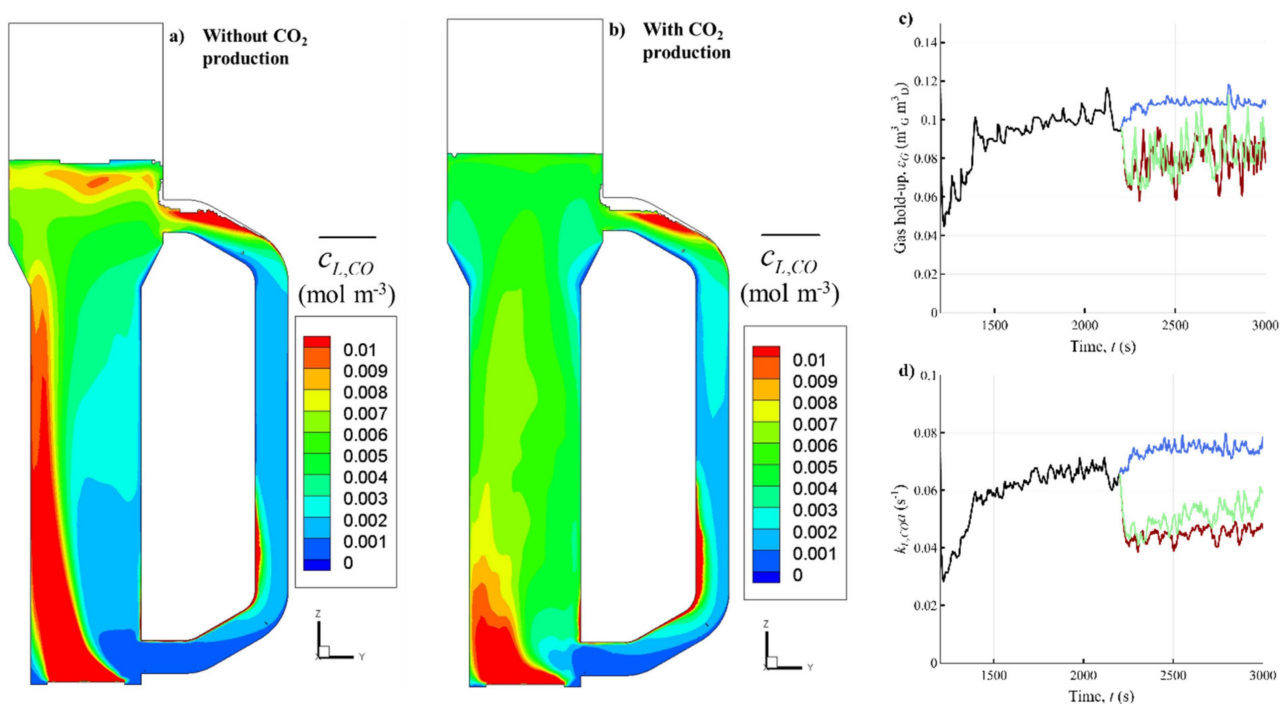 a) Without CO₂
production
c̅_L,CO
(mol m⁻³)
0.01
0.009
0.008
0.007
0.006
0.005
0.004
0.003
0.002
0.001
0
Z
X
Y
b) With CO₂
production
c̅_L,CO
(mol m⁻³)
0.01
0.009
0.008
0.007
0.006
0.005
0.004
0.003
0.002
0.001
0
Z
X
Y
c)
Gas hold-up, ε_G (m³_G m³_D)
0.14
0.12
0.1
0.08
0.06
0.04
0.02
0
1500
2000
2500
3000
Time, t (s)
d)
k_L,CO a (s⁻¹)
0.1
0.08
0.06
0.04
0.02
0
1500
2000
2500
3000
Time, t (s)